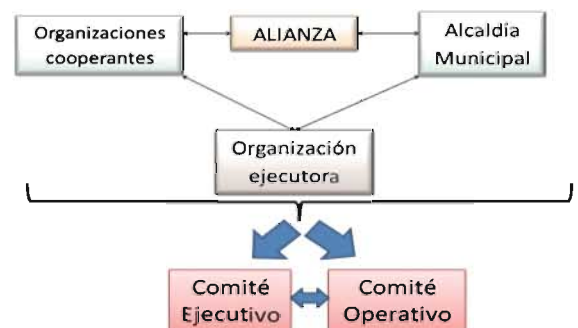 Organizaciones
cooperantes
ALIANZA
Alcaldía
Municipal
Organización
ejecutora
Comité
Ejecutivo
Comité
Operativo